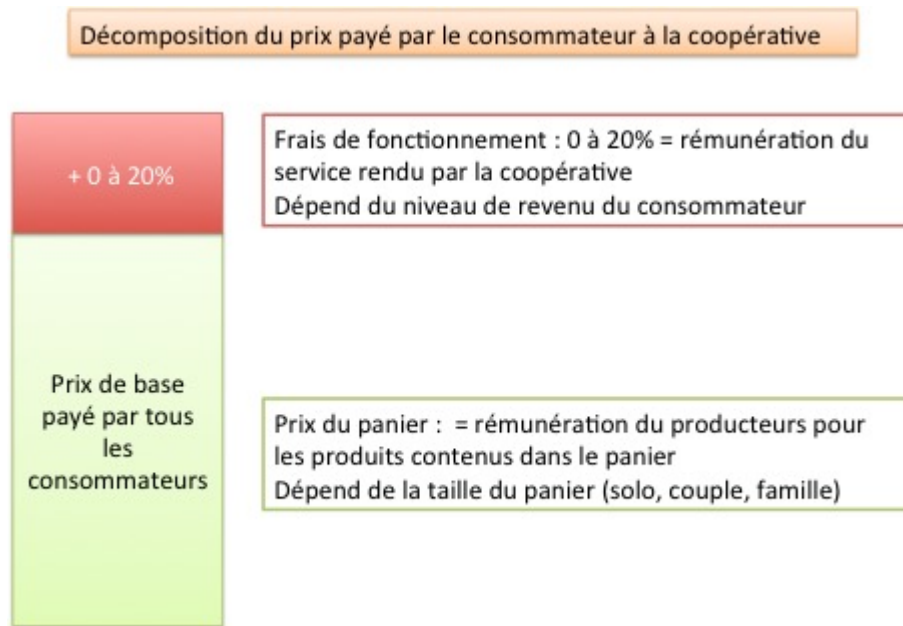 Décomposition du prix payé par le consommateur à la coopérative
+ 0 à 20%
Frais de fonctionnement : 0 à 20% = rémunération du
service rendu par la coopérative
Dépend du niveau de revenu du consommateur
Prix de base
payé par tous
les
consommateurs
Prix du panier :  = rémunération du producteurs pour
les produits contenus dans le panier
Dépend de la taille du panier (solo, couple, famille)